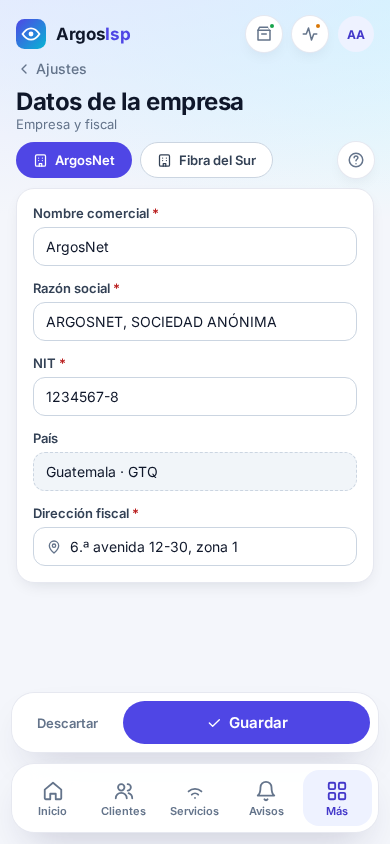 ArgosIsp
AA
Ajustes
Datos de la empresa
Empresa y fiscal
ArgosNet
Fibra del Sur
Nombre comercial *
ArgosNet
Razón social *
ARGOSNET, SOCIEDAD ANÓNIMA
NIT *
1234567-8
País
Guatemala · GTQ
Dirección fiscal *
6.ª avenida 12-30, zona 1
Descartar
Guardar
Inicio
Clientes
Servicios
Avisos
Más